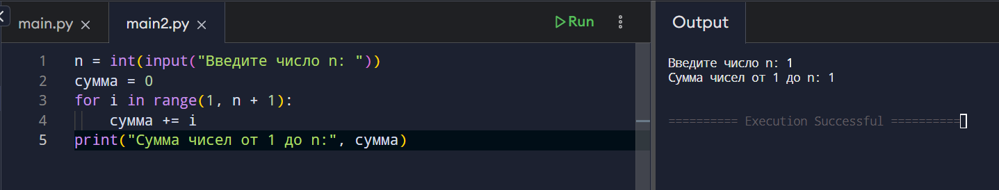 main.py ×
main2.py ×
Run
Output
1 n = int(input("Введите число n: "))
2 сумма = 0
3 for i in range(1, n + 1):
4 сумма += i
5 print("Сумма чисел от 1 до n:", сумма)
Введите число n: 1
Сумма чисел от 1 до n: 1
========== Execution Successful ==========